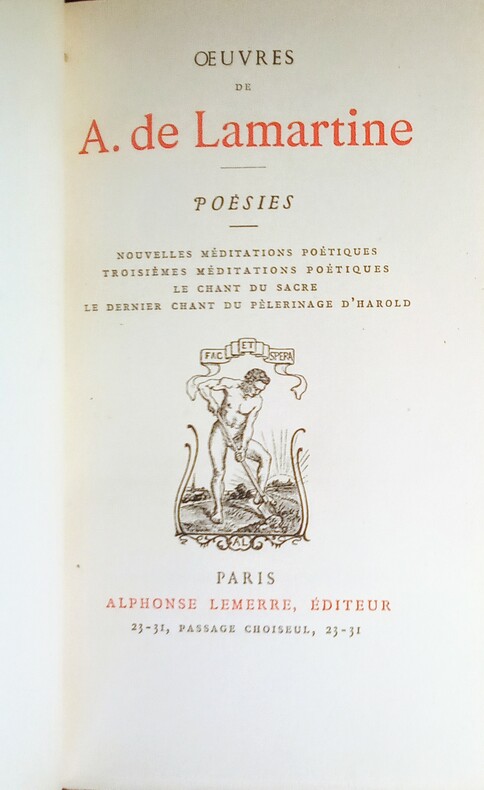 OEUVRES
DE
A. de Lamartine
POÉSIES
NOUVELLES MÉDITATIONS POÉTIQUES
TROISIÈMES MÉDITATIONS POÉTIQUES
LE CHANT DU SACRE
LE DERNIER CHANT DU PÈLERINAGE D'HAROLD
FAC ET SPERA
AL
PARIS
ALPHONSE LEMERRE, ÉDITEUR
23-31, PASSAGE CHOISEUL, 23-31